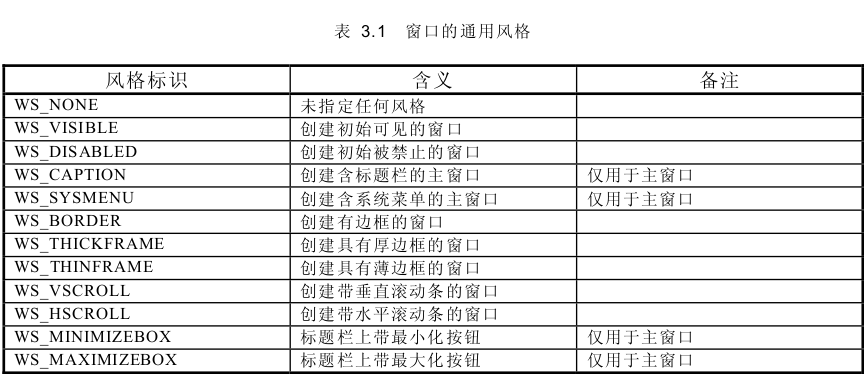 表 3.1 窗口的通用风格
风格标识 含义 备注
WS_NONE 未指定任何风格
WS_VISIBLE 创建初始可见的窗口
WS_DISABLED 创建初始被禁止的窗口
WS_CAPTION 创建含标题栏的主窗口 仅用于主窗口
WS_SYSMENU 创建含系统菜单的主窗口 仅用于主窗口
WS_BORDER 创建有边框的窗口
WS_THICKFRAME 创建具有厚边框的窗口
WS_THINFRAME 创建具有薄边框的窗口
WS_VSCROLL 创建带垂直滚动条的窗口
WS_HSCROLL 创建带水平滚动条的窗口
WS_MINIMIZEBOX 标题栏上带最小化按钮 仅用于主窗口
WS_MAXIMIZEBOX 标题栏上带最大化按钮 仅用于主窗口